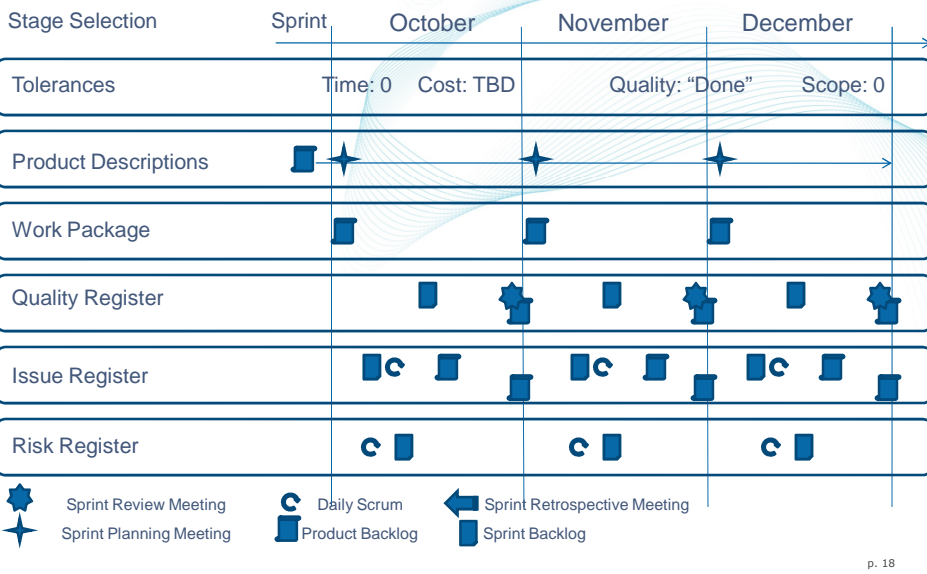 Stage Selection Sprint October November December
Tolerances Time: 0 Cost: TBD Quality: “Done” Scope: 0
Product Descriptions
Work Package
Quality Register
Issue Register
Risk Register
Sprint Review Meeting Daily Scrum Sprint Retrospective Meeting
Sprint Planning Meeting Product Backlog Sprint Backlog
p. 18